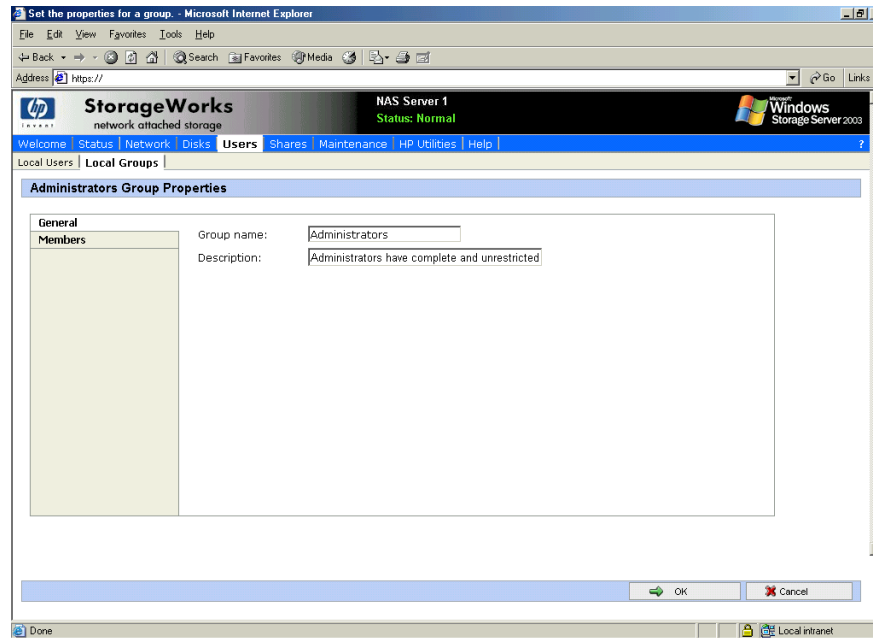 Set the properties for a group. - Microsoft Internet Explorer
File Edit View Favorites Tools Help
Back Search Favorites Media
Address https:// Go Links
hp invent
StorageWorks
network attached storage
NAS Server 1
Status: Normal
Microsoft
Windows
Storage Server 2003
Welcome Status Network Disks Users Shares Maintenance HP Utilities Help ?
Local Users Local Groups
Administrators Group Properties
General
Members
Group name: Administrators
Description: Administrators have complete and unrestricted
OK Cancel
Done Local intranet